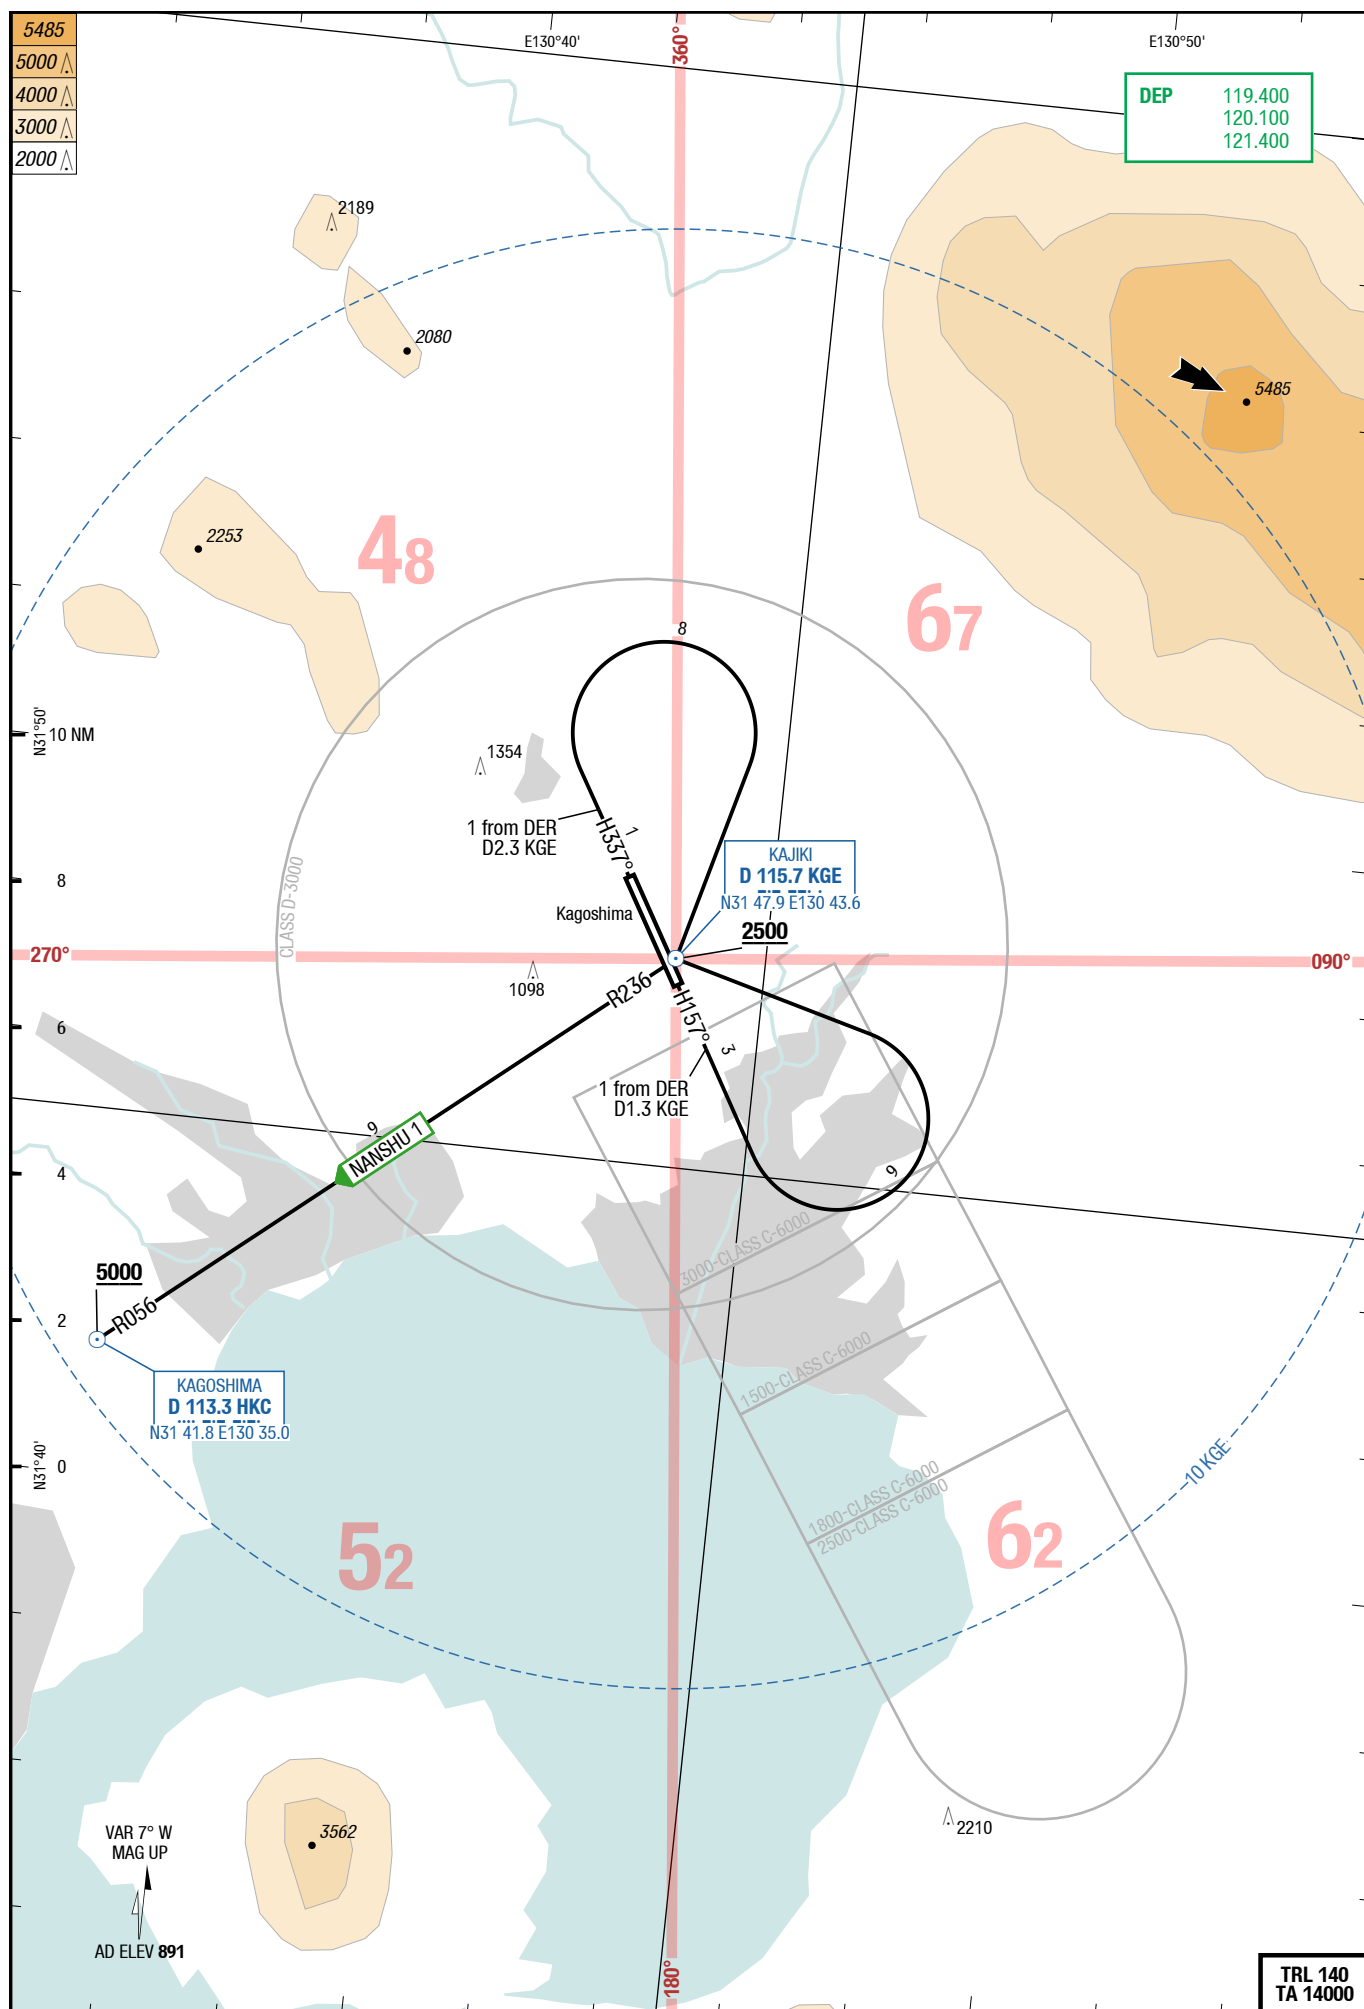 5485
5000
4000
3000
2000
E130°40'
360°
E130°50'
DEP 119.400
120.100
121.400
2189
2080
5485
2253
48
67
8
N31°50'
10 NM
1354
1 from DER
D2.3 KGE
H337°
1
KAJIKI
D 115.7 KGE
N31 47.9 E130 43.6
CLASS D-3000
8
Kagoshima
2500
270°
090°
1098
R236
H157°
3
6
1 from DER
D1.3 KGE
9
NANSHU 1
4
9
3000-CLASS C-6000
5000
R056
2
1500-CLASS C-6000
KAGOSHIMA
D 113.3 HKC
N31 41.8 E130 35.0
N31°40'
0
10 KGE
1800-CLASS C-6000
2500-CLASS C-6000
52
62
VAR 7° W
MAG UP
3562
2210
AD ELEV 891
180°
TRL 140
TA 14000